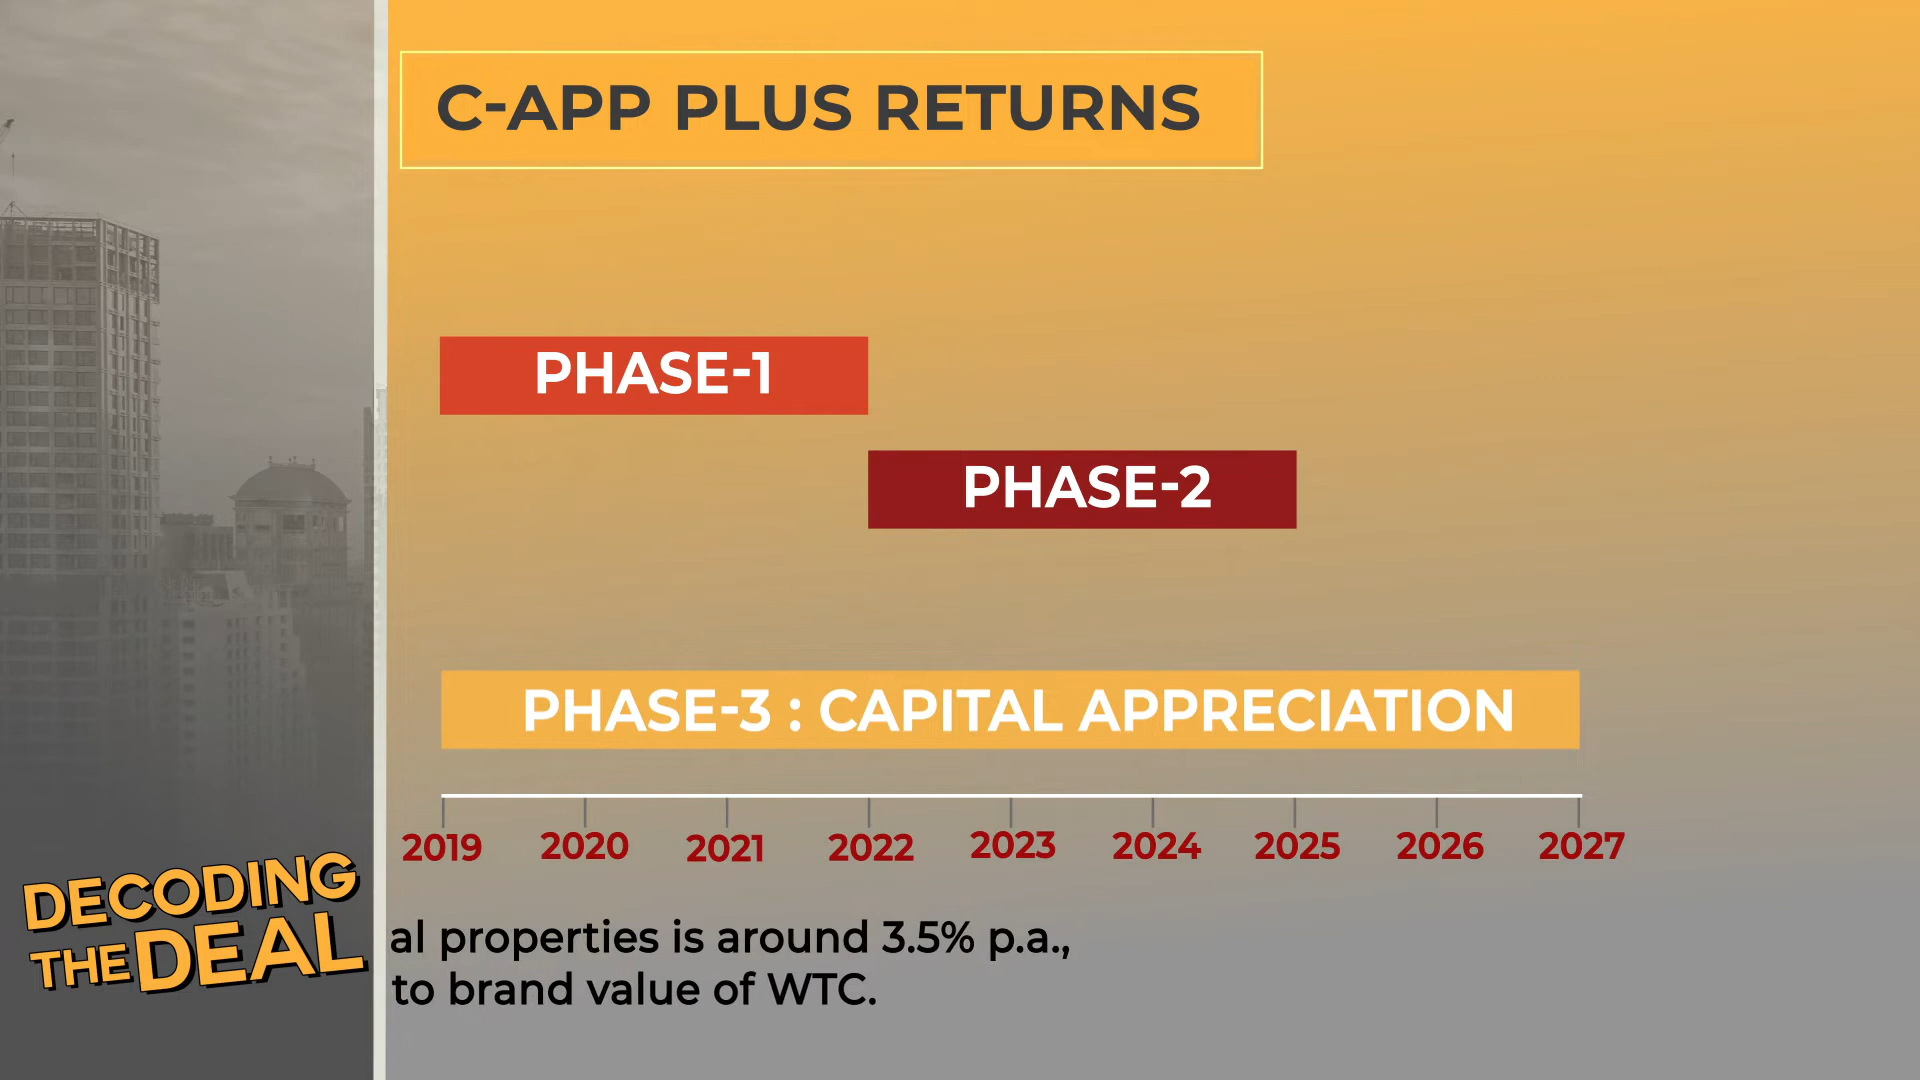 C-APP PLUS RETURNS
PHASE-1
PHASE-2
PHASE-3 : CAPITAL APPRECIATION
2019 2020 2021 2022 2023 2024 2025 2026 2027
al properties is around 3.5% p.a.,
to brand value of WTC.
DECODING
THE DEAL